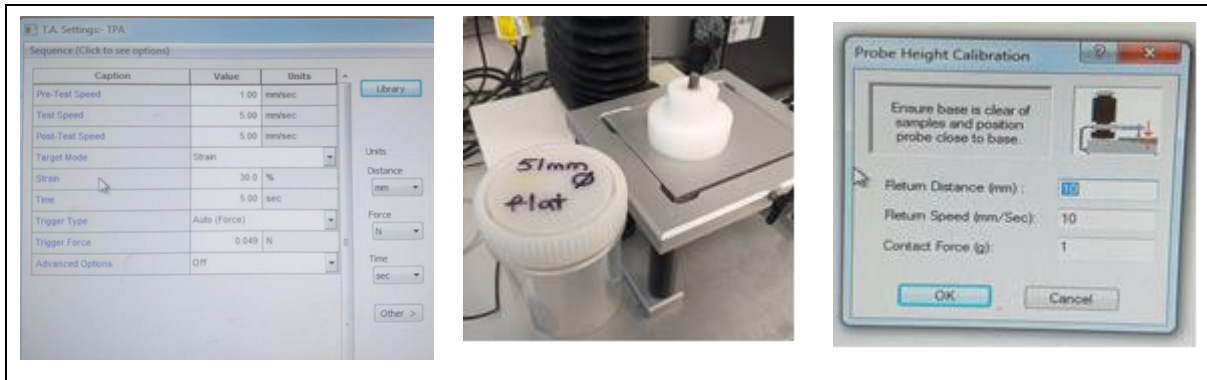 T.A. Settings:- TPA
Sequence (Click to see options)
Caption Value Units
Pre-Test Speed 1.00 mm/sec
Test Speed 5.00 mm/sec
Post-Test Speed 5.00 mm/sec
Target Mode Strain
Strain 30.0 %
Time 5.00 sec
Trigger Type Auto (Force)
Trigger Force 0.049 N
Advanced Options Off
Library
Units
Distance
mm
Force
N
Time
sec
Other >
51mm
Ø
flat
Probe Height Calibration
Ensure base is clear of
samples and position
probe close to base.
Return Distance (mm) : 10
Return Speed (mm/Sec): 10
Contact Force (g): 1
OK Cancel